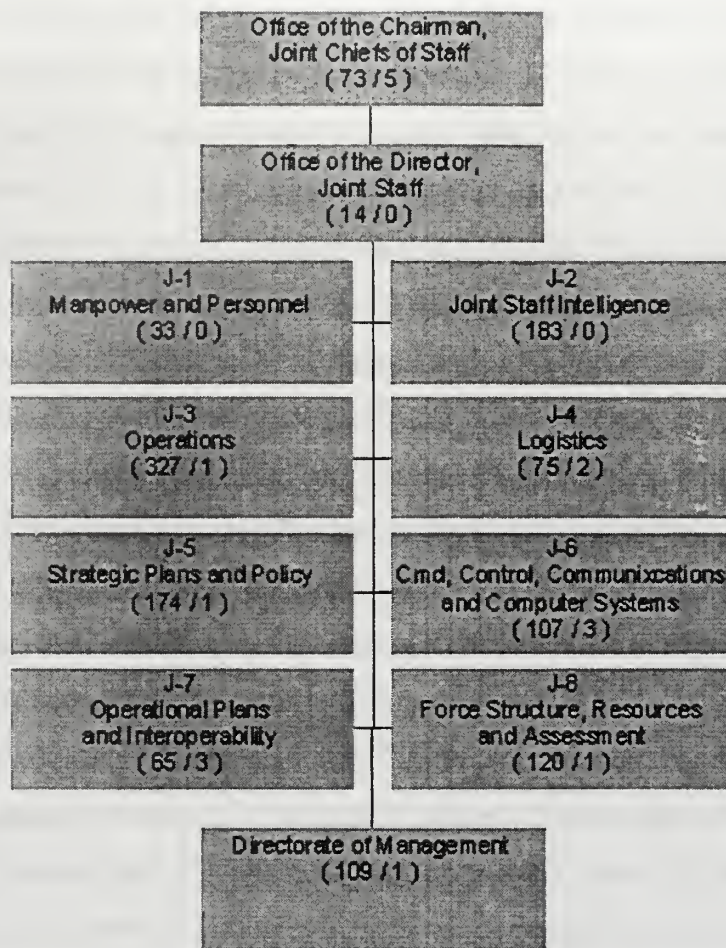 Office of the Chairman,
Joint Chiefs of Staff
(73/5)
Office of the Director,
Joint Staff
(14/0)
J-1
Manpower and Personnel
(33/0)
J-2
Joint Staff Intelligence
(183/0)
J-3
Operations
(327/1)
J-4
Logistics
(75/2)
J-5
Strategic Plans and Policy
(174/1)
J-6
Cmd, Control, Communixcations
and Computer Systems
(107/3)
J-7
Operational Plans
and Interoperability
(65/3)
J-8
Force Structure, Resources
and Assessment
(120/1)
Directorate of Management
(109/1)